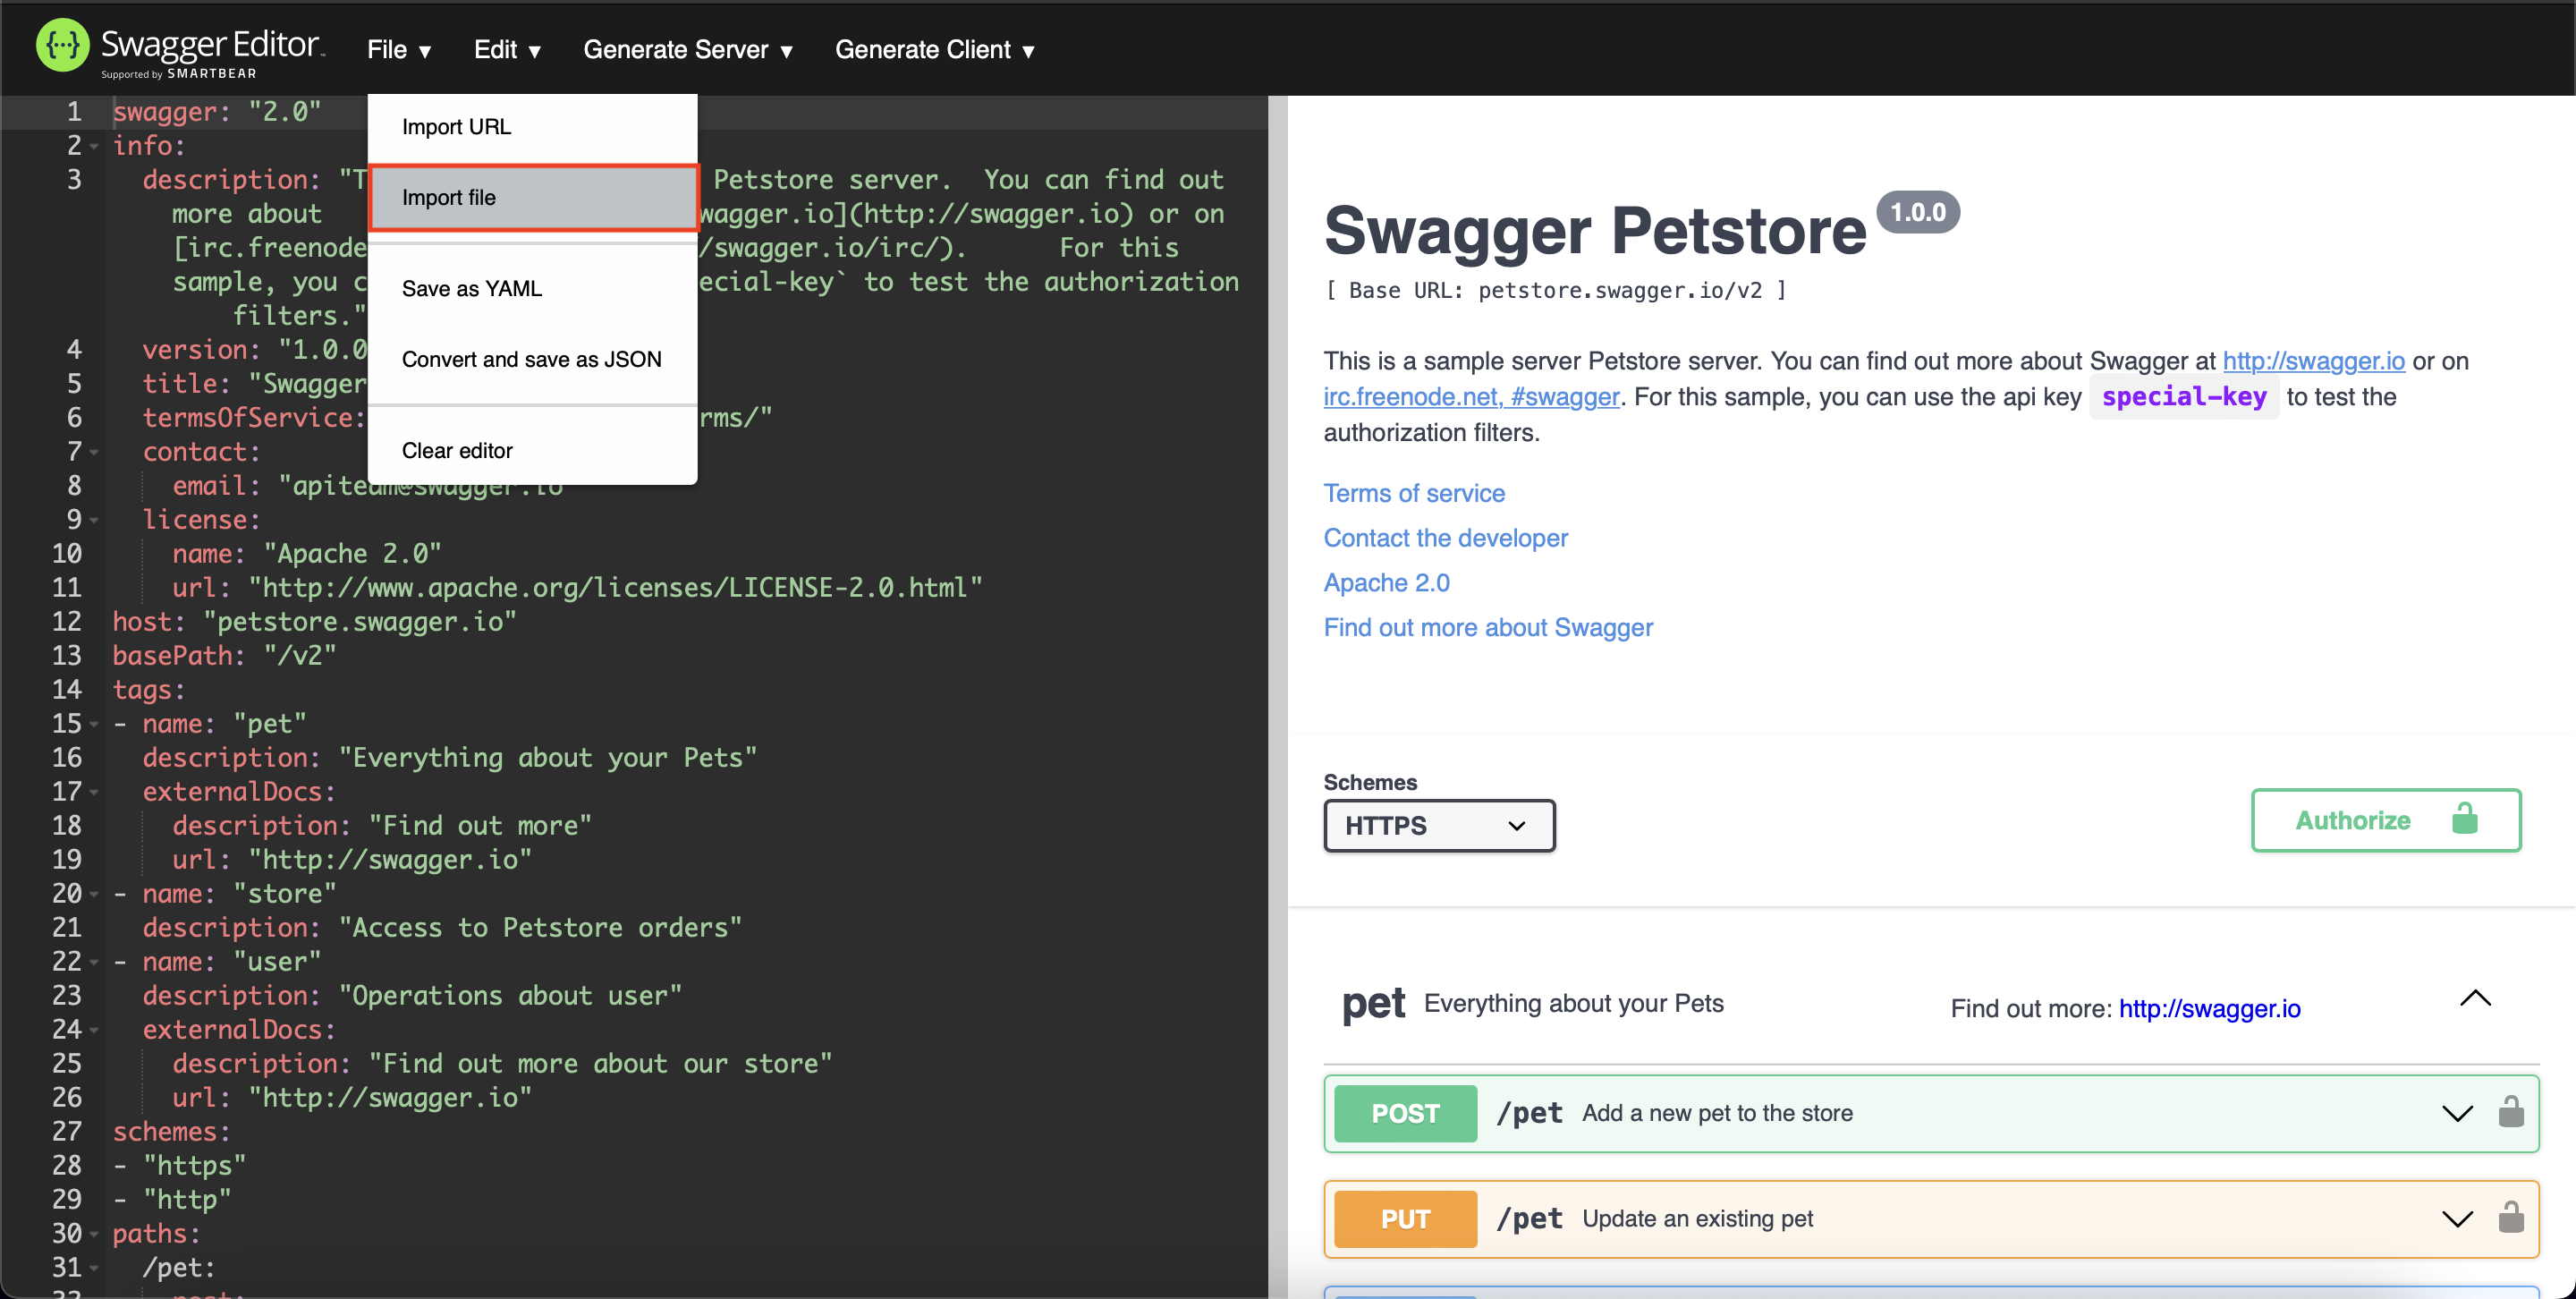 Swagger Editor™
Supported by SMARTBEAR
File ▼ Edit ▼ Generate Server ▼ Generate Client ▼
Import URL
Import file
Save as YAML
Convert and save as JSON
Clear editor
1 swagger: "2.0"
2 info:
3 description: "T Petstore server. You can find out
more about wagger.io](http://swagger.io) or on
[irc.freenode /swagger.io/irc/). For this
sample, you c ecial-key` to test the authorization
filters."
4 version: "1.0.0
5 title: "Swagger
6 termsOfService: rms/"
7 contact:
8 email: "apiteam@swagger.io
9 license:
10 name: "Apache 2.0"
11 url: "http://www.apache.org/licenses/LICENSE-2.0.html"
12 host: "petstore.swagger.io"
13 basePath: "/v2"
14 tags:
15 - name: "pet"
16 description: "Everything about your Pets"
17 externalDocs:
18 description: "Find out more"
19 url: "http://swagger.io"
20 - name: "store"
21 description: "Access to Petstore orders"
22 - name: "user"
23 description: "Operations about user"
24 externalDocs:
25 description: "Find out more about our store"
26 url: "http://swagger.io"
27 schemes:
28 - "https"
29 - "http"
30 paths:
31 /pet:
Swagger Petstore 1.0.0
[ Base URL: petstore.swagger.io/v2 ]
This is a sample server Petstore server. You can find out more about Swagger at http://swagger.io or on
irc.freenode.net, #swagger. For this sample, you can use the api key special-key to test the
authorization filters.
Terms of service
Contact the developer
Apache 2.0
Find out more about Swagger
Schemes
HTTPS
Authorize
pet Everything about your Pets Find out more: http://swagger.io
POST /pet Add a new pet to the store
PUT /pet Update an existing pet